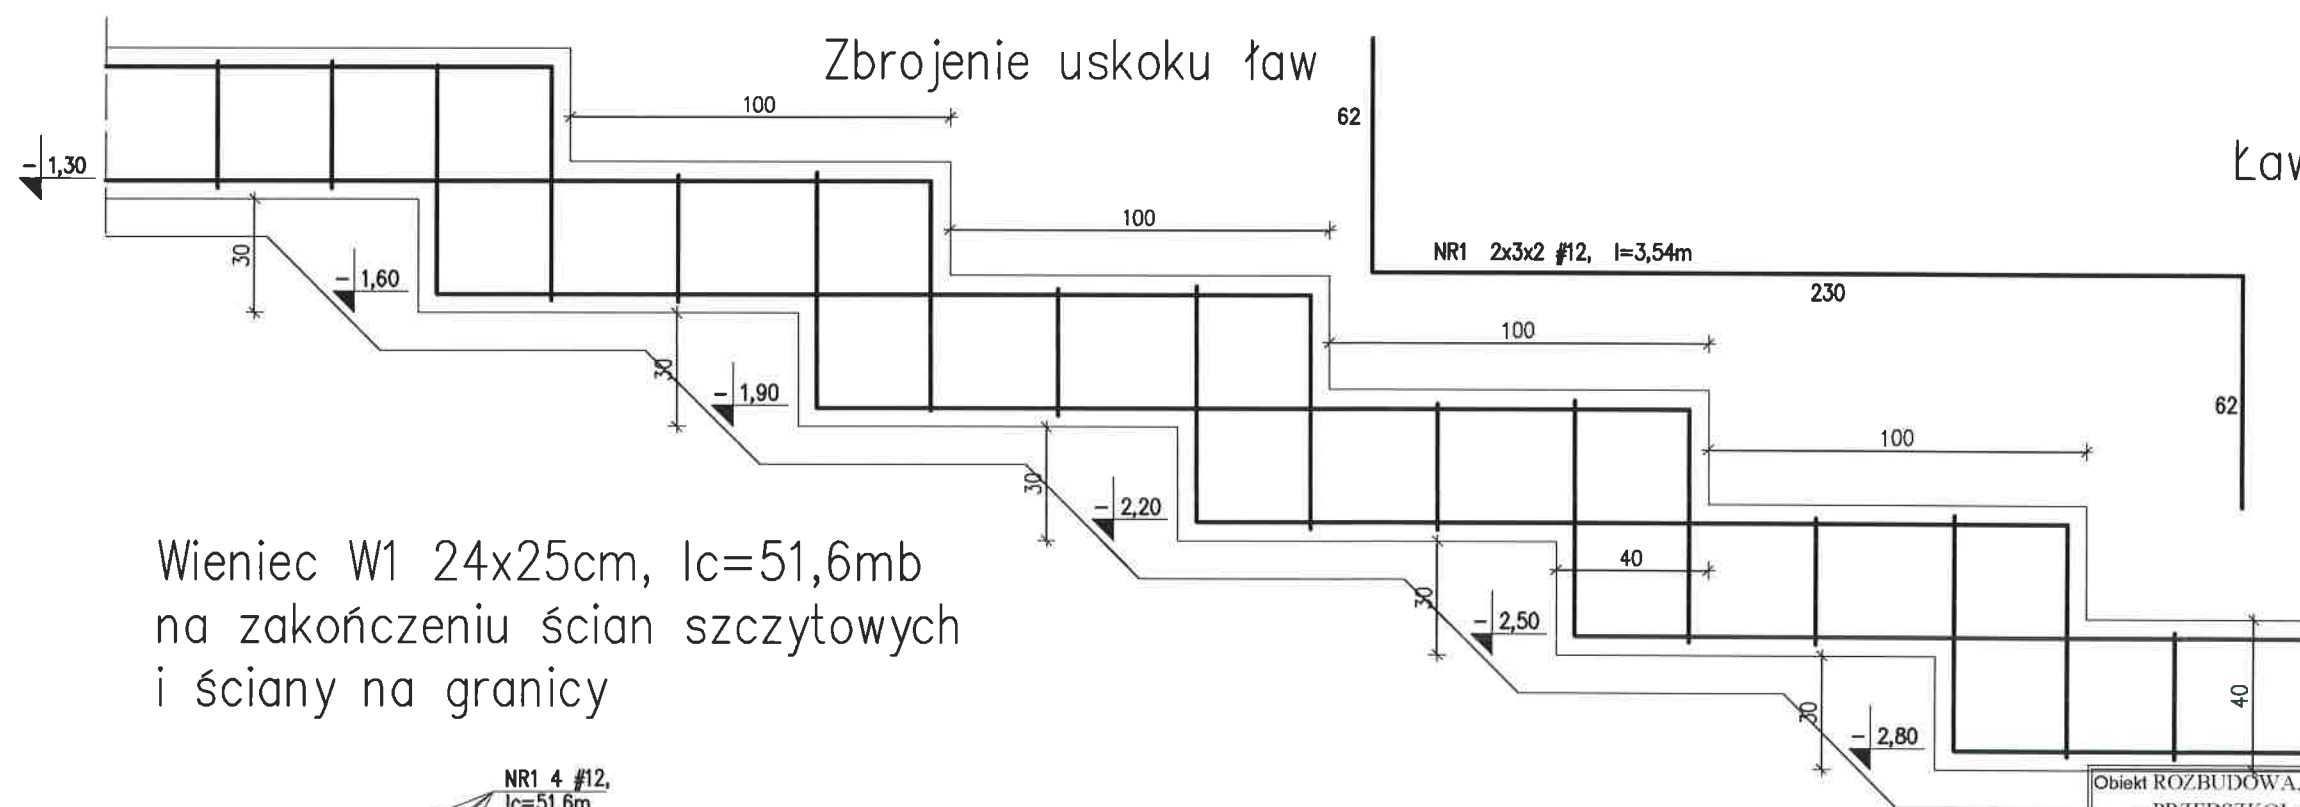 Zbrojenie uskoku ław
100
62
Ław
- 1,30
100
30
NR1 2x3x2 #12, l=3,54m
- 1,60
230
100
30
- 1,90
62
100
30
- 2,20
Wieniec W1 24x25cm, lc=51,6mb
na zakończeniu ścian szczytowych
i ściany na granicy
40
30
- 2,50
40
30
- 2,80
NR1 4 #12,
lc=51,6m
Obiekt ROZBUDOWA,